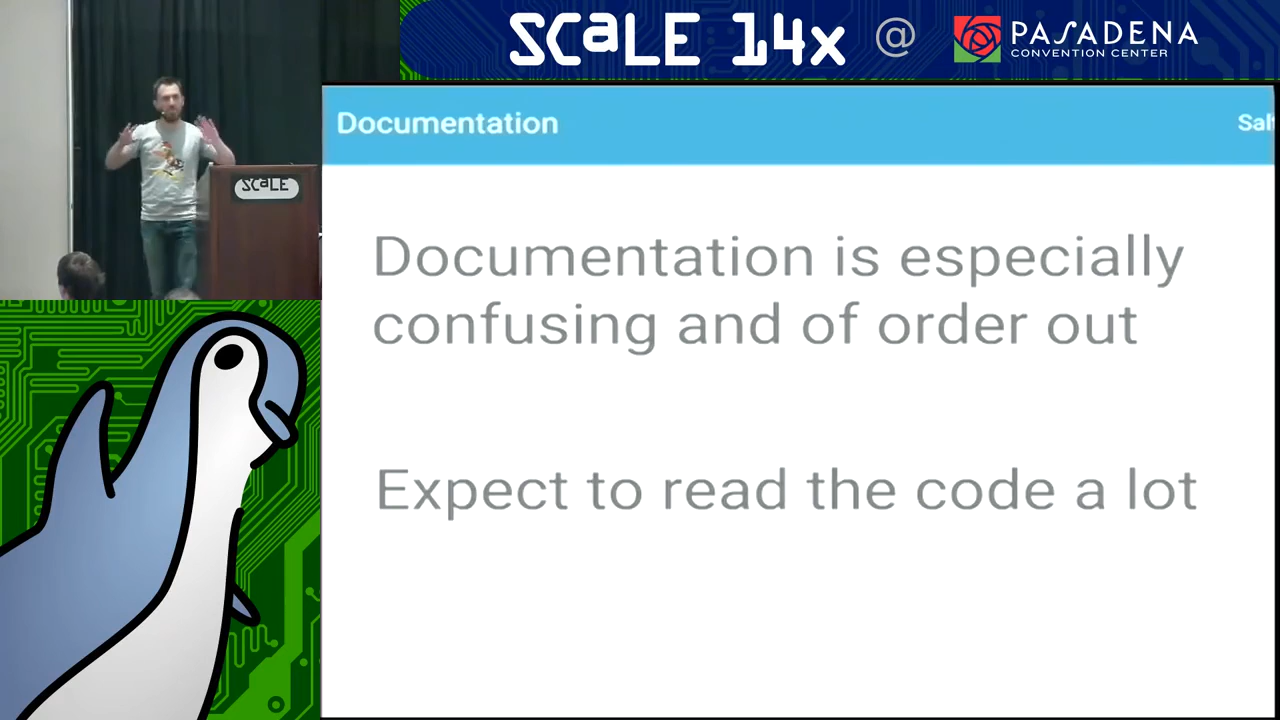 SCALE 14x @ PASADENA
CONVENTION CENTER
SCALE
Documentation
Documentation is especially
confusing and of order out
Expect to read the code a lot